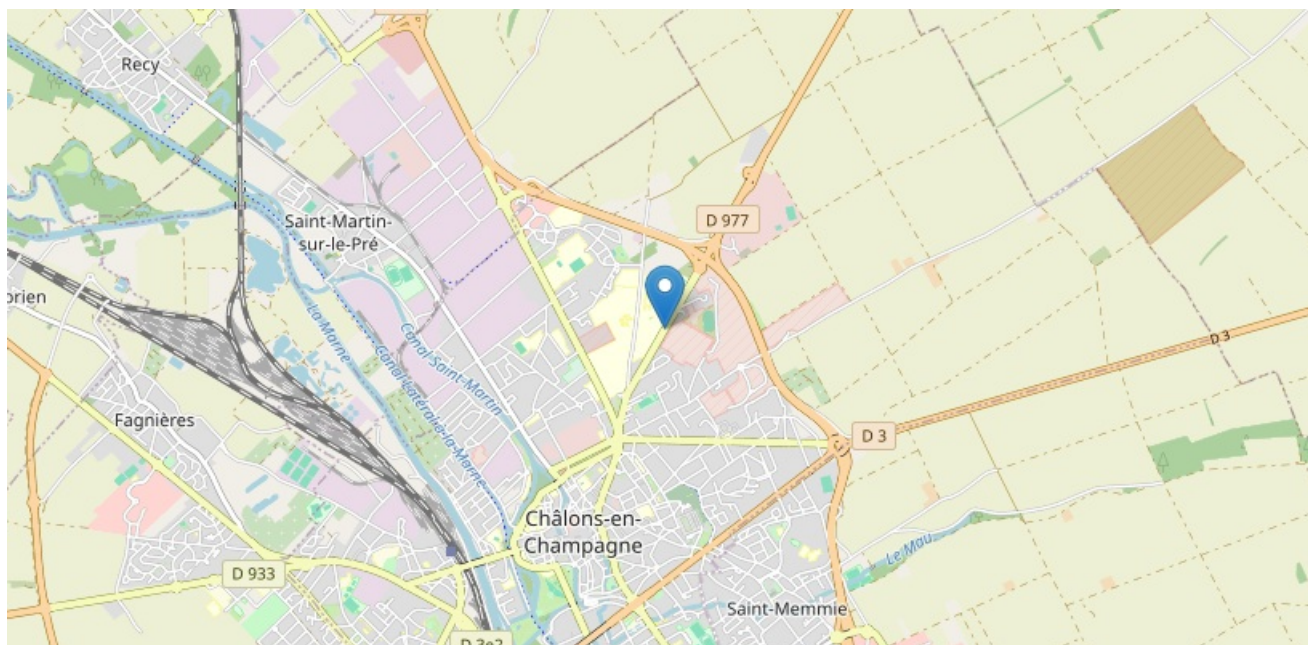 Recy
D 977
Saint-Martin-
sur-le-Pré
orien
La Marne
Canal Saint-Martin
Canal Latéral à la Marne
D 3
Fagnières
D 3
Châlons-en-
Champagne
Le Mau
D 933
Saint-Memmie
D 3e2